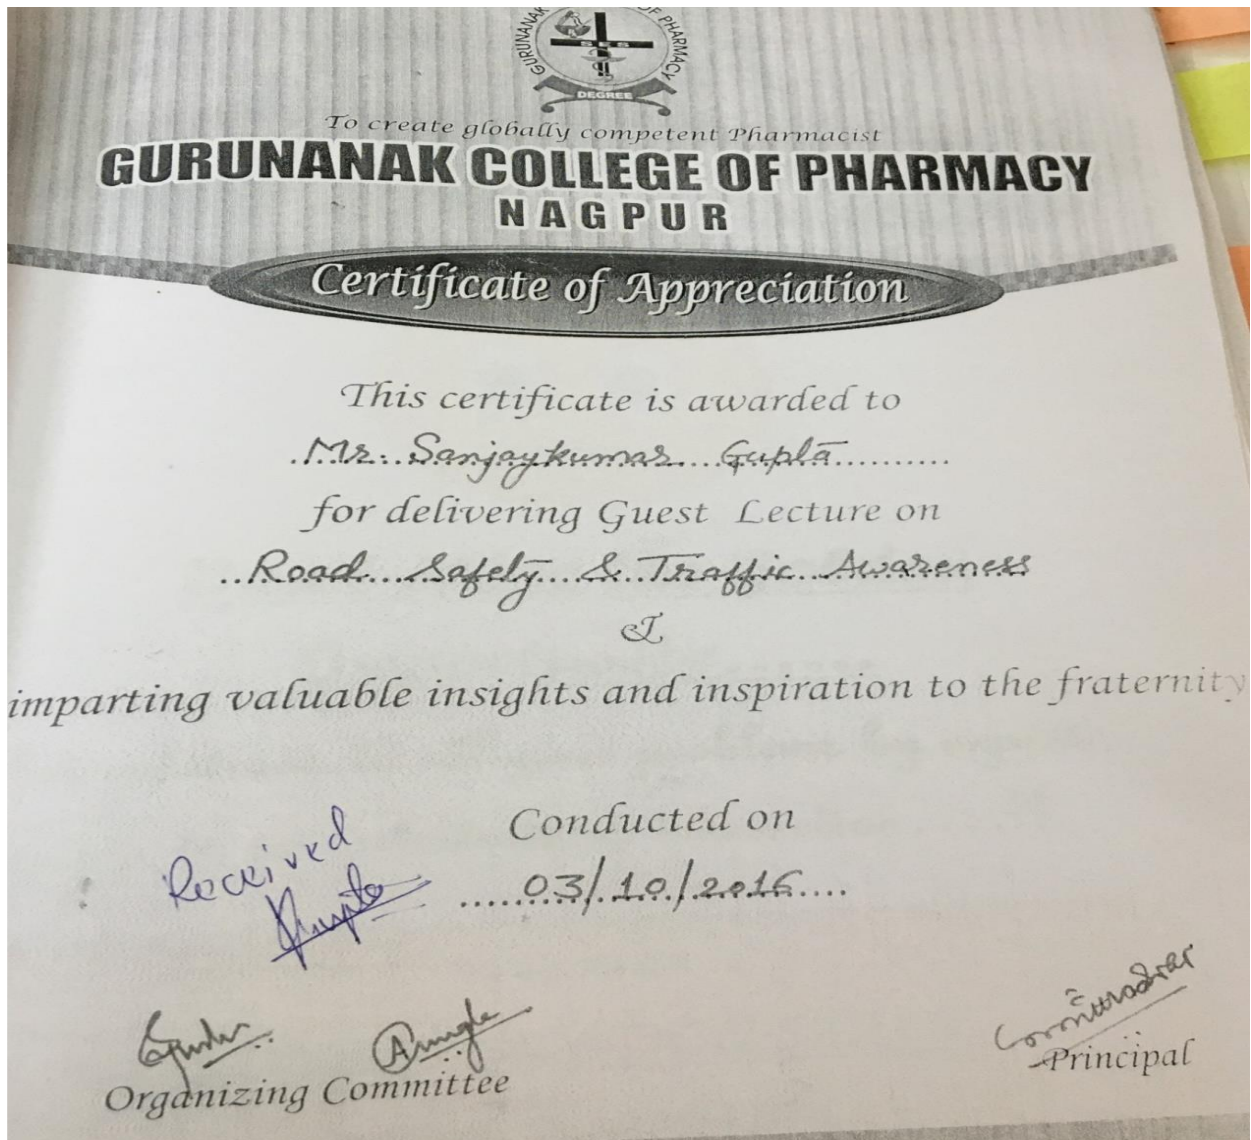 GURUNANAK OF PHARMACY
SES
DEGREE
To create globally competent Pharmacist
GURUNANAK COLLEGE OF PHARMACY
NAGPUR
Certificate of Appreciation
This certificate is awarded to
Mr. Sanjaykumar Gupta
for delivering Guest Lecture on
Road Safety & Traffic Awareness
&
imparting valuable insights and inspiration to the fraternity
Conducted on
03/10/2016
Received
Gupta
Organizing Committee
Principal